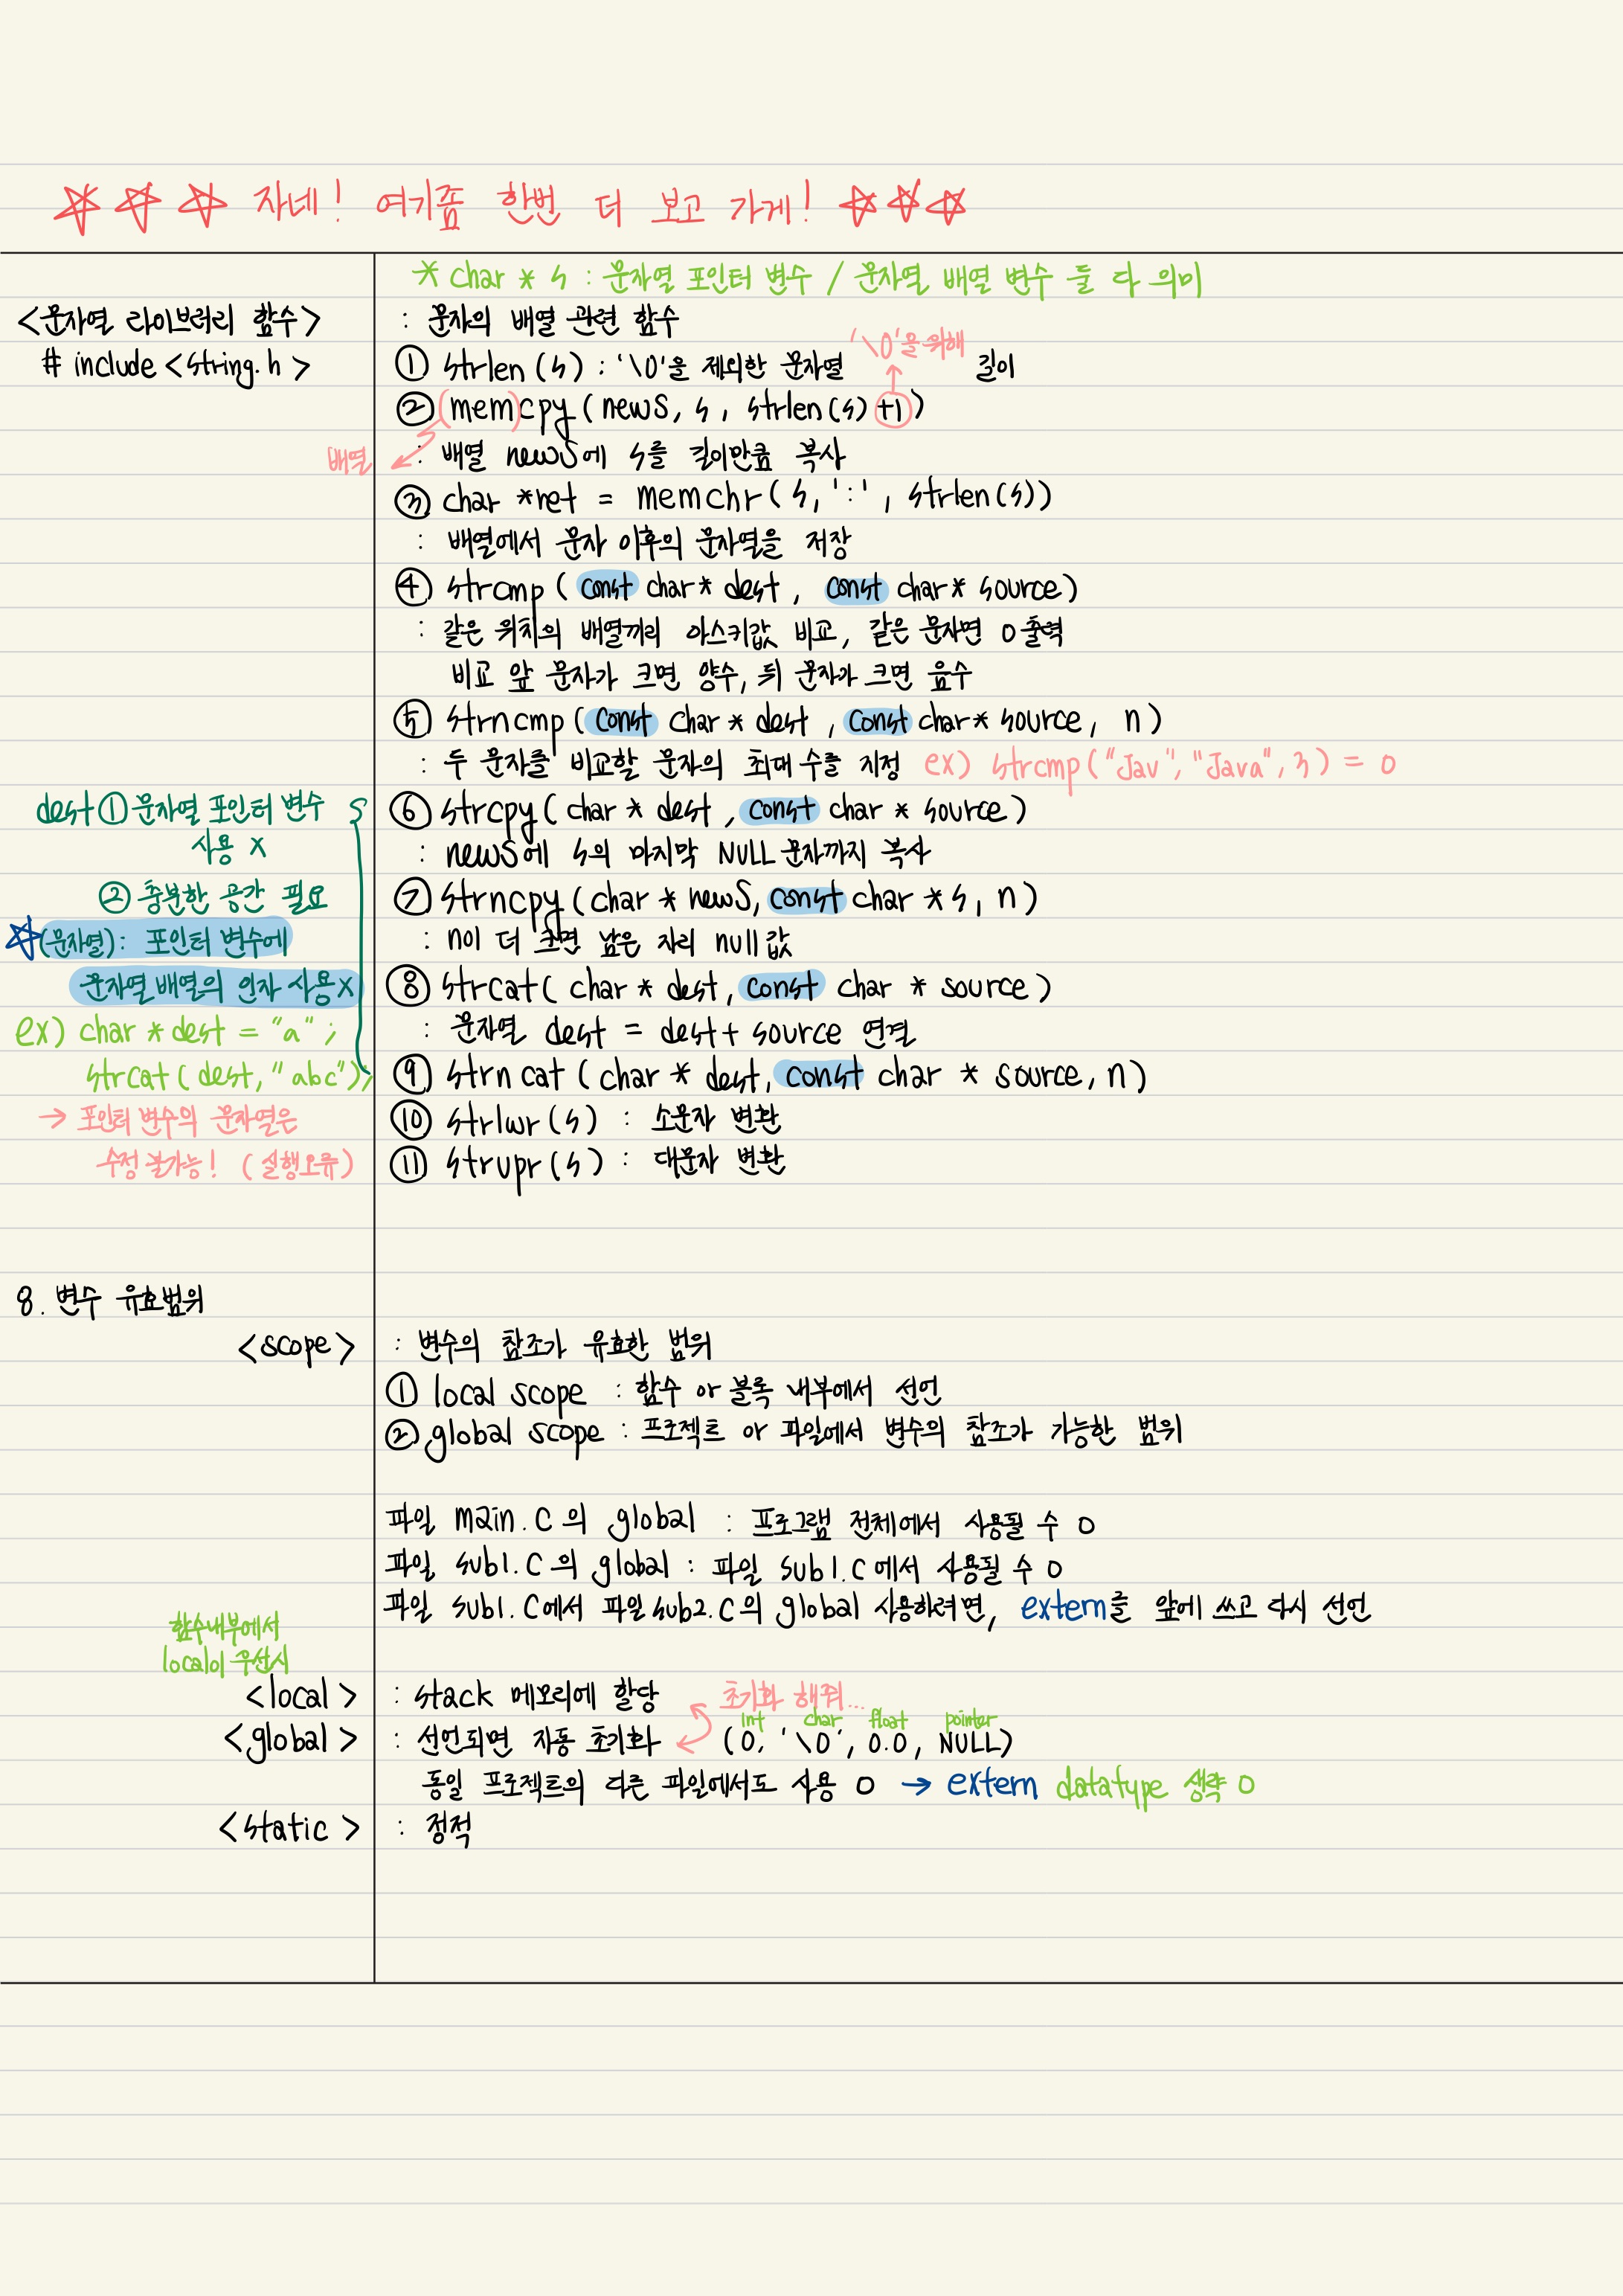 ☆☆☆ 자네! 여기좀 한번 더 보고 가게! ☆☆☆
* char * s : 문자열 포인터 변수 / 문자열 배열 변수 둘 다 의미
<문자열 라이브러리 함수> : 문자의 배열 관련 함수
# include <string.h>
'\0'을 위해
① strlen (s) : '\0'을 제외한 문자열 길이
② (mem)cpy (newS, s, strlen(s) +1)
배열
: 배열 newS에 s를 길이만큼 복사
③ char *ret = memchr ( s, ':' , strlen(s))
: 배열에서 문자 이후의 문자열을 저장
④ strcmp ( const char* dest , const char* source)
: 같은 위치의 배열끼리 아스키값 비교, 같은 문자면 0 출력
비교 앞 문자가 크면 양수, 뒤 문자가 크면 음수
⑤ strncmp ( const char* dest , const char* source, n )
: 두 문자를 비교할 문자의 최대 수를 지정 ex) strcmp ("Jav", "Java", 3) = 0
dest ① 문자열 포인터 변수
사용 x
② 충분한 공간 필요
☆(문자열) : 포인터 변수에
문자열 배열의 인자 사용x
ex) char * dest = "a" ;
strcat ( dest, "abc");
→ 포인터 변수의 문자열은
수정 불가능! (실행오류)
⑥ strcpy ( char * dest , const char * source )
: newS에 s의 마지막 NULL 문자까지 복사
⑦ strncpy ( char * newS, const char * s, n )
: n이 더 크면 남은 자리 null 값
⑧ strcat ( char * dest, const char * source )
: 문자열 dest = dest + source 연결
⑨ strn cat ( char * dest, const char * source, n )
⑩ strlwr (s) : 소문자 변환
⑪ strupr (s) : 대문자 변환
8. 변수 유효범위
<scope> : 변수의 참조가 유효한 범위
① local scope : 함수 or 블록 내부에서 선언
② global scope : 프로젝트 or 파일에서 변수의 참조가 가능한 범위
파일 main.c 의 global : 프로그램 전체에서 사용될 수 0
파일 sub1.c 의 global : 파일 sub1.c 에서 사용될 수 0
파일 sub1.c에서 파일 sub2.c의 global 사용하려면, extern를 앞에 쓰고 다시 선언
함수내부에서
local이 우선시
<local> : stack 메모리에 할당 초기화 해줘...
int char float pointer
<global> : 선언되면 자동 초기화 (0, '\0', 0.0, NULL)
동일 프로젝트의 다른 파일에서도 사용 0 → extern datatype 생략 0
<static> : 정적